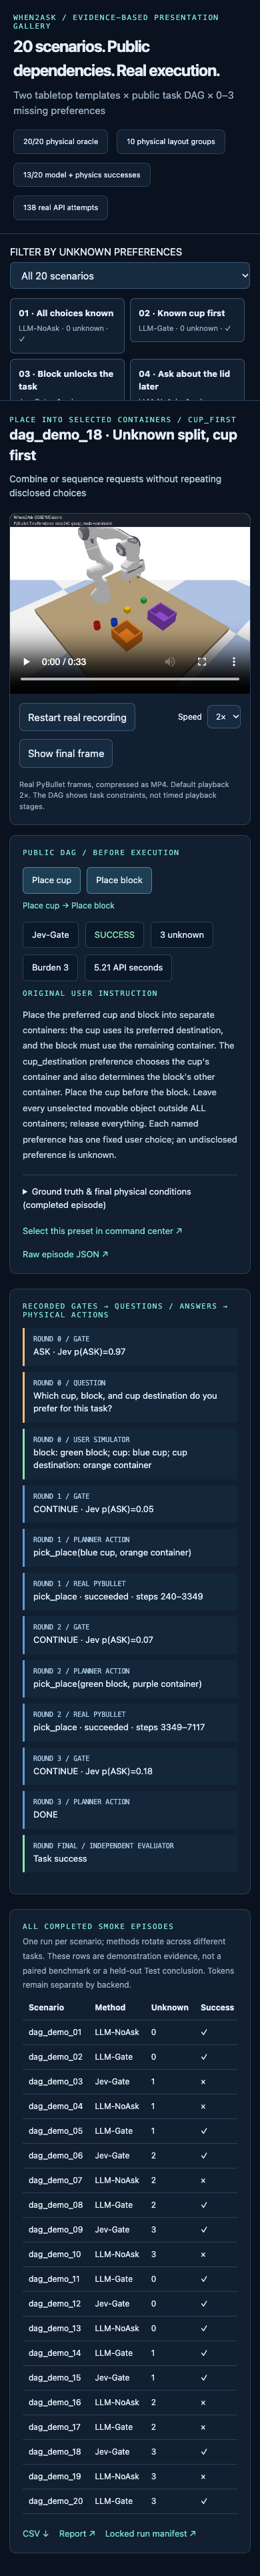 WHEN2ASK / EVIDENCE-BASED PRESENTATION
GALLERY
20 scenarios. Public
dependencies. Real execution.
Two tabletop templates × public task DAG × 0–3
missing preferences
20/20 physical oracle
10 physical layout groups
13/20 model + physics successes
138 real API attempts
FILTER BY UNKNOWN PREFERENCES
All 20 scenarios
01 · All choices known
LLM-NoAsk · 0 unknown ·
✓
02 · Known cup first
LLM-Gate · 0 unknown · ✓
03 · Block unlocks the
task
04 · Ask about the lid
later
PLACE INTO SELECTED CONTAINERS / CUP_FIRST
dag_demo_18 · Unknown split, cup
first
Combine or sequence requests without repeating
disclosed choices
0:00 / 0:33
Restart real recording
Speed
2×
Show final frame
Real PyBullet frames, compressed as MP4. Default playback
2×. The DAG shows task constraints, not timed playback
stages.
PUBLIC DAG / BEFORE EXECUTION
Place cup
Place block
Place cup → Place block
Jev-Gate
SUCCESS
3 unknown
Burden 3
5.21 API seconds
ORIGINAL USER INSTRUCTION
Place the preferred cup and block into separate
containers: the cup uses its preferred destination,
and the block must use the remaining container. The
cup_destination preference chooses the cup's
container and also determines the block's other
container. Place the cup before the block. Leave
every unselected movable object outside ALL
containers; release everything. Each named
preference has one fixed user choice; an undisclosed
preference is unknown.
▶ Ground truth & final physical conditions
(completed episode)
Select this preset in command center ↗
Raw episode JSON ↗
RECORDED GATES → QUESTIONS / ANSWERS →
PHYSICAL ACTIONS
ROUND 0 / GATE
ASK · Jev p(ASK)=0.97
ROUND 0 / QUESTION
Which cup, block, and cup destination do you
prefer for this task?
ROUND 0 / USER SIMULATOR
block: green block; cup: blue cup; cup
destination: orange container
ROUND 1 / GATE
CONTINUE · Jev p(ASK)=0.05
ROUND 1 / PLANNER ACTION
pick_place(blue cup, orange container)
ROUND 1 / REAL PYBULLET
pick_place · succeeded · steps 240–3349
ROUND 2 / GATE
CONTINUE · Jev p(ASK)=0.07
ROUND 2 / PLANNER ACTION
pick_place(green block, purple container)
ROUND 2 / REAL PYBULLET
pick_place · succeeded · steps 3349–7117
ROUND 3 / GATE
CONTINUE · Jev p(ASK)=0.18
ROUND 3 / PLANNER ACTION
DONE
ROUND FINAL / INDEPENDENT EVALUATOR
Task success
ALL COMPLETED SMOKE EPISODES
One run per scenario; methods rotate across different
tasks. These rows are demonstration evidence, not a
paired benchmark or a held-out Test conclusion. Tokens
remain separate by backend.
Scenario Method Unknown Success
dag_demo_01 LLM-NoAsk 0 ✓
dag_demo_02 LLM-Gate 0 ✓
dag_demo_03 Jev-Gate 1 ×
dag_demo_04 LLM-NoAsk 1 ×
dag_demo_05 LLM-Gate 1 ✓
dag_demo_06 Jev-Gate 2 ✓
dag_demo_07 LLM-NoAsk 2 ×
dag_demo_08 LLM-Gate 2 ✓
dag_demo_09 Jev-Gate 3 ✓
dag_demo_10 LLM-NoAsk 3 ×
dag_demo_11 LLM-Gate 0 ✓
dag_demo_12 Jev-Gate 0 ✓
dag_demo_13 LLM-NoAsk 0 ✓
dag_demo_14 LLM-Gate 1 ✓
dag_demo_15 Jev-Gate 1 ✓
dag_demo_16 LLM-NoAsk 2 ×
dag_demo_17 LLM-Gate 2 ×
dag_demo_18 Jev-Gate 3 ✓
dag_demo_19 LLM-NoAsk 3 ×
dag_demo_20 LLM-Gate 3 ✓
CSV ↓ Report ↗ Locked run manifest ↗